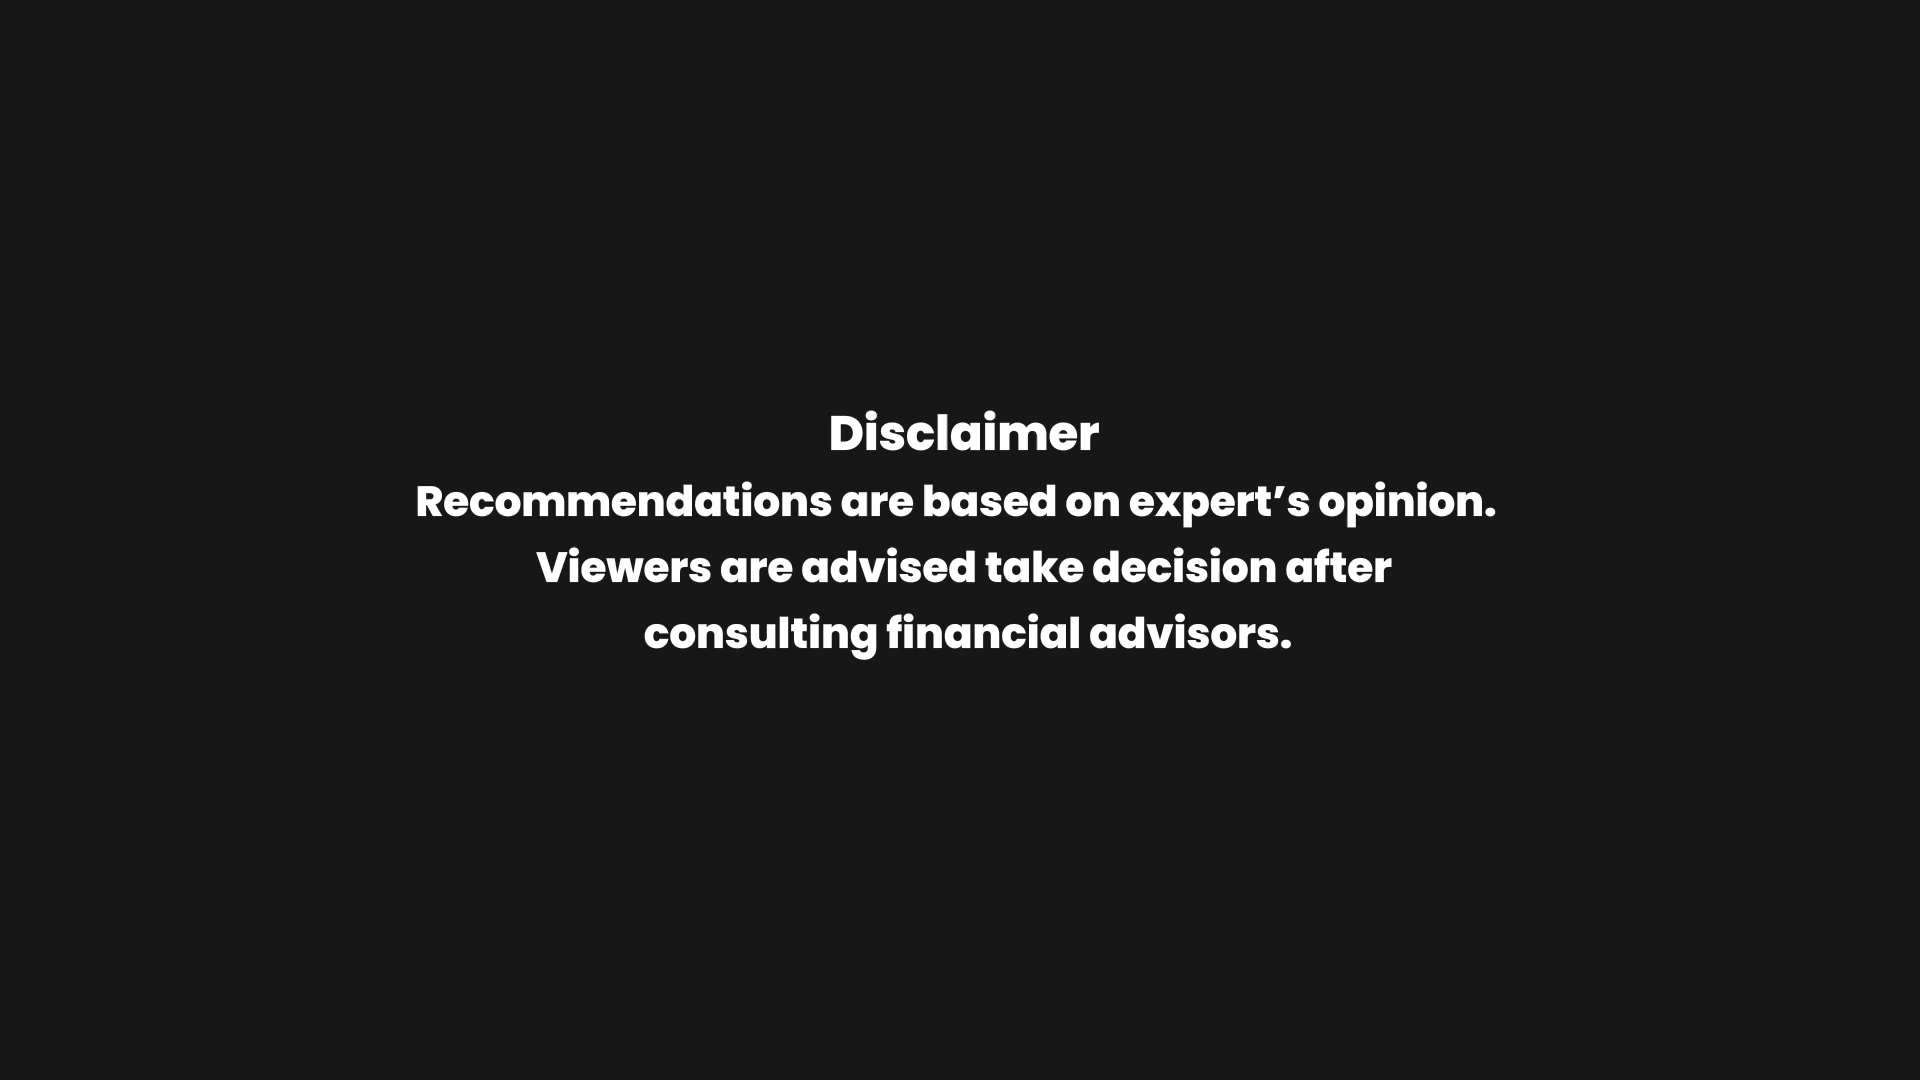 Disclaimer
Recommendations are based on expert’s opinion.
Viewers are advised take decision after
consulting financial advisors.